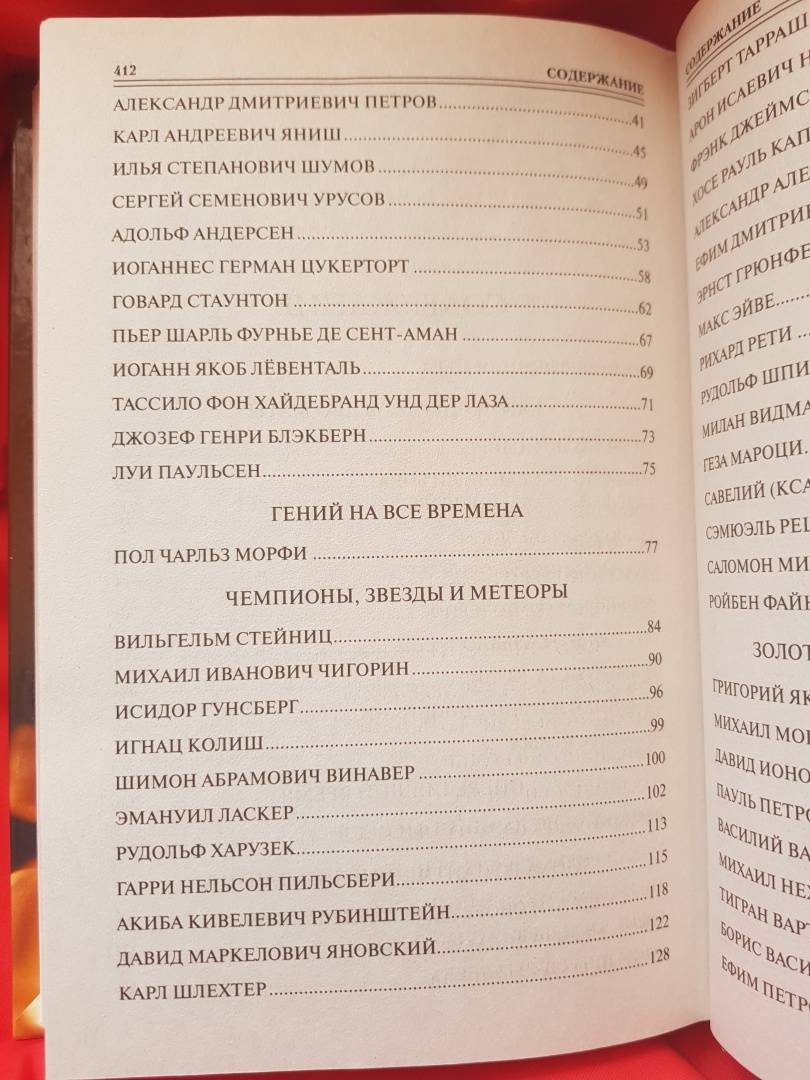 412 СОДЕРЖАНИЕ
АЛЕКСАНДР ДМИТРИЕВИЧ ПЕТРОВ 41
КАРЛ АНДРЕЕВИЧ ЯНИШ 45
ИЛЬЯ СТЕПАНОВИЧ ШУМОВ 49
СЕРГЕЙ СЕМЕНОВИЧ УРУСОВ 51
АДОЛЬФ АНДЕРСЕН 53
ИОГАННЕС ГЕРМАН ЦУКЕРТОРТ 58
ГОВАРД СТАУНТОН 62
ПЬЕР ШАРЛЬ ФУРНЬЕ ДЕ СЕНТ-АМАН 67
ИОГАНН ЯКОБ ЛЁВЕНТАЛЬ 69
ТАССИЛО ФОН ХАЙДЕБРАНД УНД ДЕР ЛАЗА 71
ДЖОЗЕФ ГЕНРИ БЛЭКБЕРН 73
ЛУИ ПАУЛЬСЕН 75
ГЕНИЙ НА ВСЕ ВРЕМЕНА
ПОЛ ЧАРЛЬЗ МОРФИ 77
ЧЕМПИОНЫ, ЗВЕЗДЫ И МЕТЕОРЫ
ВИЛЬГЕЛЬМ СТЕЙНИЦ 84
МИХАИЛ ИВАНОВИЧ ЧИГОРИН 90
ИСИДОР ГУНСБЕРГ 96
ИГНАЦ КОЛИШ 99
ШИМОН АБРАМОВИЧ ВИНАВЕР 100
ЭМАНУИЛ ЛАСКЕР 102
РУДОЛЬФ ХАРУЗЕК 113
ГАРРИ НЕЛЬСОН ПИЛЬСБЕРИ 115
АКИБА КИВЕЛЕВИЧ РУБИНШТЕЙН 118
ДАВИД МАРКЕЛОВИЧ ЯНОВСКИЙ 122
КАРЛ ШЛЕХТЕР 128
СОДЕРЖАНИЕ
ЗИГБЕРТ ТАРРАШ
АРОН ИСАЕВИЧ Н
ФРЭНК ДЖЕЙМС
ХОСЕ РАУЛЬ КАП
АЛЕКСАНДР АЛЕ
ЕФИМ ДМИТРИ
ЭРНСТ ГРЮНФЕ
МАКС ЭЙВЕ
РИХАРД РЕТИ
РУДОЛЬФ ШПИ
МИЛАН ВИДМА
ГЕЗА МАРОЦИ
САВЕЛИЙ (КСА
СЭМЮЭЛЬ РЕШ
САЛОМОН МИ
РОЙБЕН ФАЙН
ЗОЛОТ
ГРИГОРИЙ ЯК
МИХАИЛ МОИ
ДАВИД ИОНО
ПАУЛЬ ПЕТРО
ВАСИЛИЙ ВА
МИХАИЛ НЕХ
ТИГРАН ВАРТ
БОРИС ВАСИ
ЕФИМ ПЕТРО